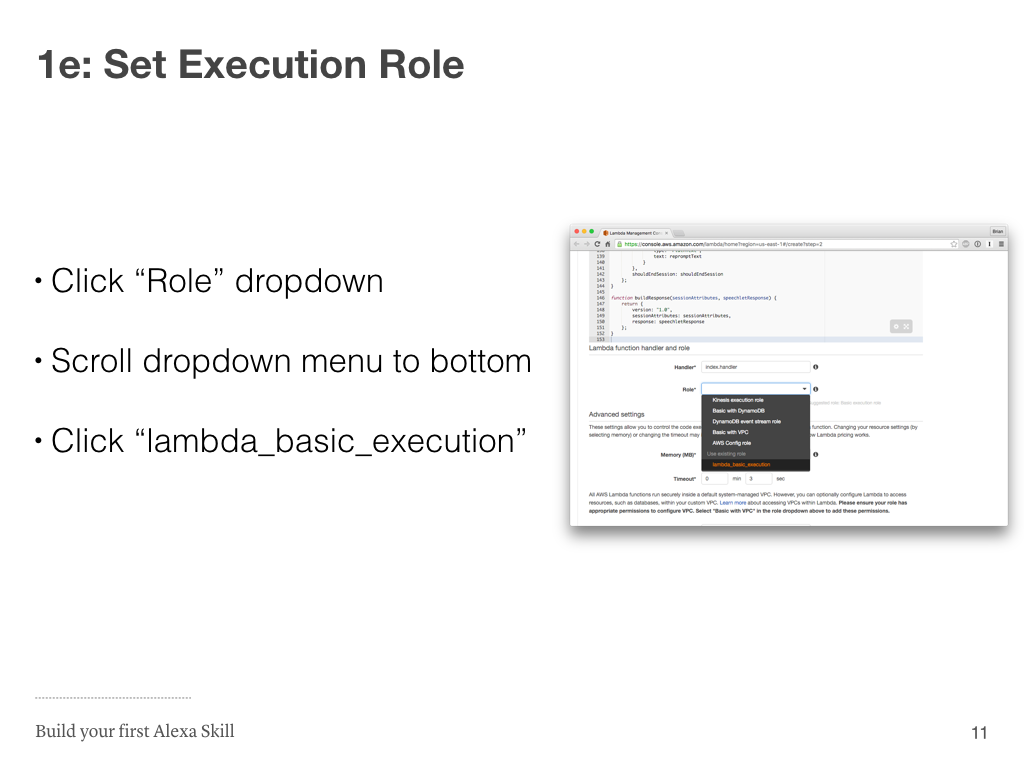 1e: Set Execution Role
• Click “Role” dropdown
• Scroll dropdown menu to bottom
• Click “lambda_basic_execution”
Lambda Management Con
Brian
https://console.aws.amazon.com/lambda/home?region=us-east-1#/create?step=2
139 text: repromptText
140 }
141 },
142 shouldEndSession: shouldEndSession
143 };
144 }
145
146 function buildResponse(sessionAttributes, speechletResponse) {
147 return {
148 version: "1.0",
149 sessionAttributes: sessionAttributes,
150 response: speechletResponse
151 };
152 }
153
Lambda function handler and role
Handler* index.handler
Role*
Kinesis execution role
Basic with DynamoDB
DynamoDB event stream role
Basic with VPC
AWS Config role
Use existing role
lambda_basic_execution
Advanced settings
These settings allow you to control the code exe function. Changing your resource settings (by
selecting memory) or changing the timeout may ow Lambda pricing works.
Memory (MB)*
Timeout* 0 min 3 sec
All AWS Lambda functions run securely inside a default system-managed VPC. However, you can optionally configure Lambda to access
resources, such as databases, within your custom VPC. Learn more about accessing VPCs within Lambda. Please ensure your role has
appropriate permissions to configure VPC. Select "Basic with VPC" in the role dropdown above to add these permissions.
Build your first Alexa Skill
11